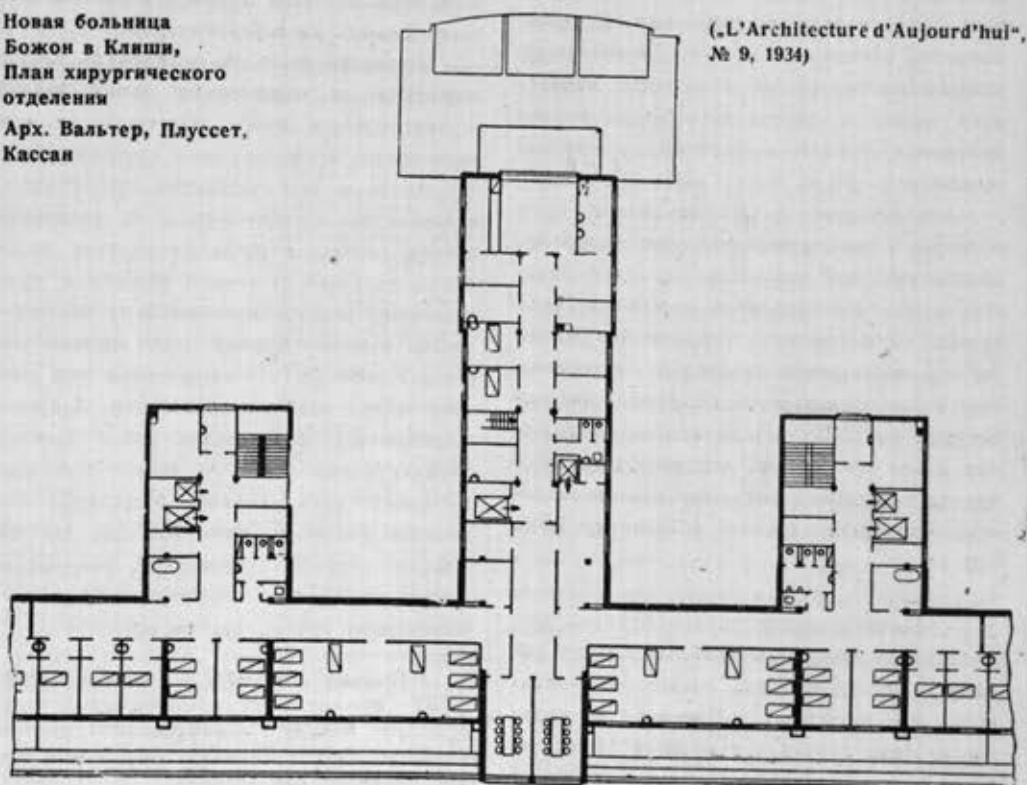 Новая больница
Божон в Клиши,
План хирургического
отделения
Арх. Вальтер, Плуссет,
Кассан
(„L'Architecture d'Aujourd'hui“,
№ 9, 1934)